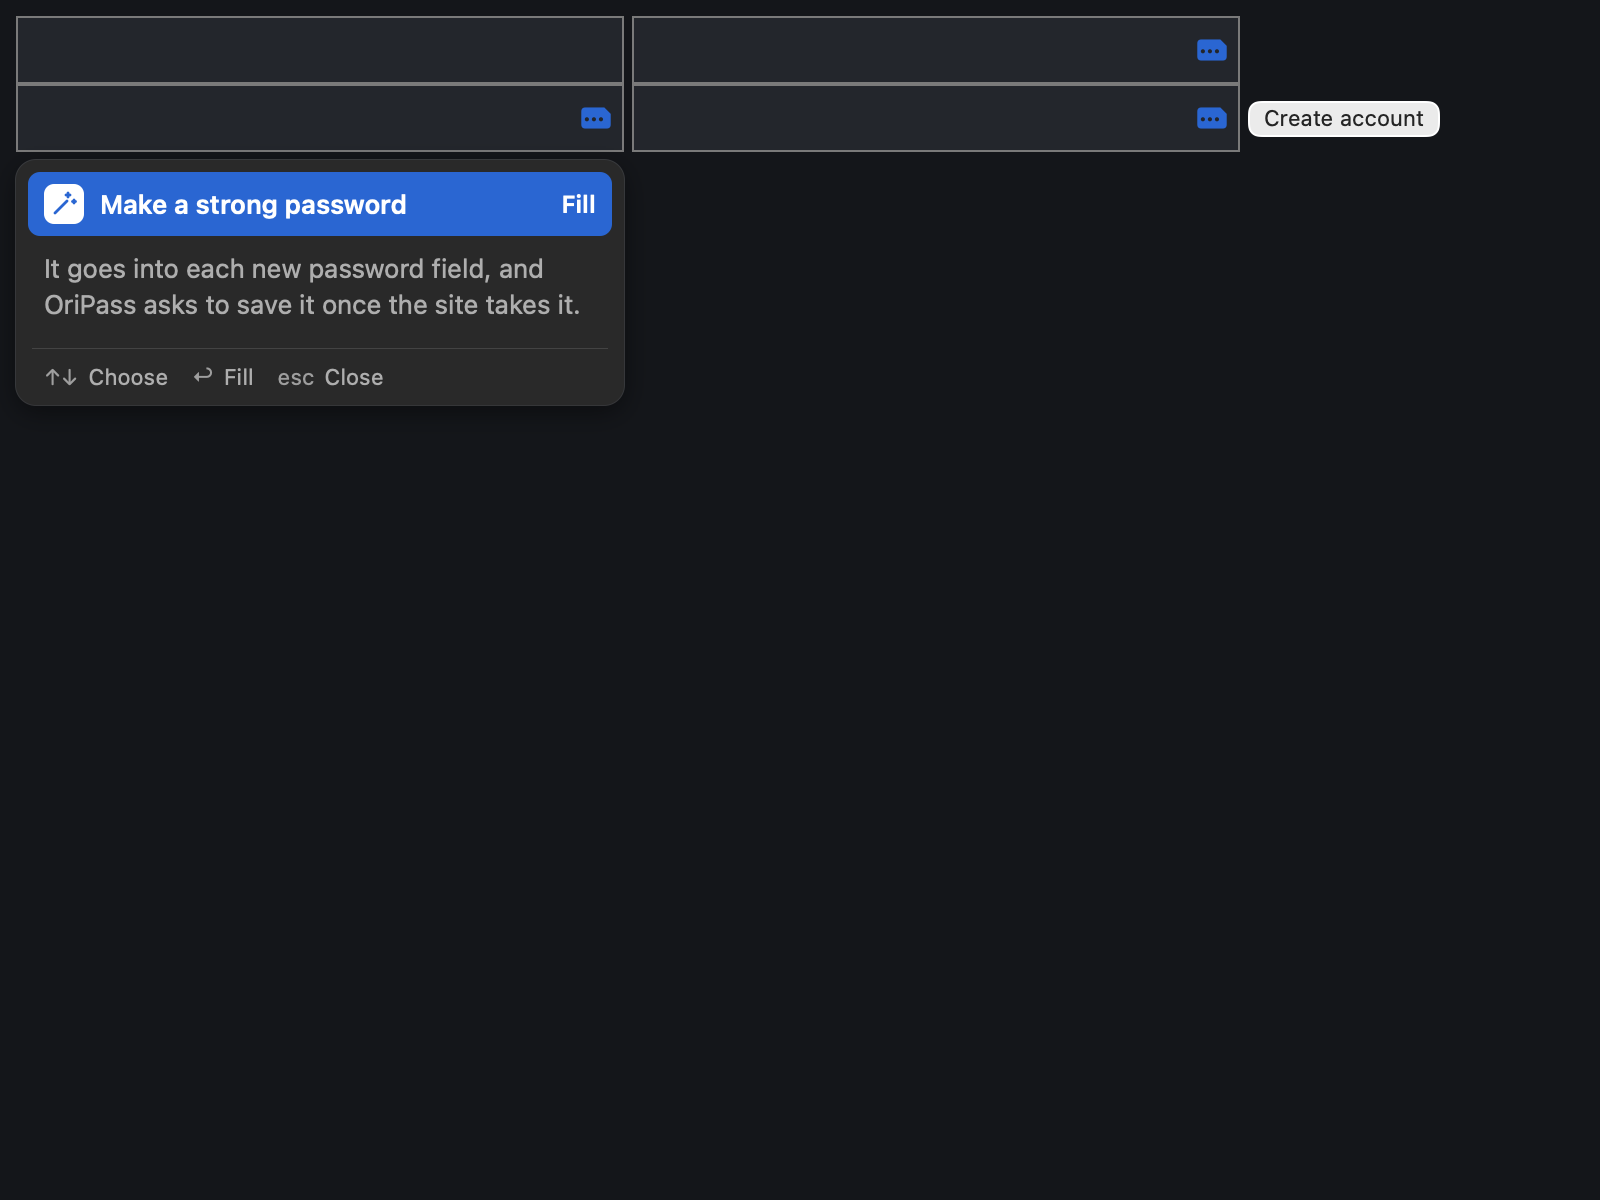 Create account
Make a strong password Fill
It goes into each new password field, and
OriPass asks to save it once the site takes it.
↑↓ Choose ↩ Fill esc Close